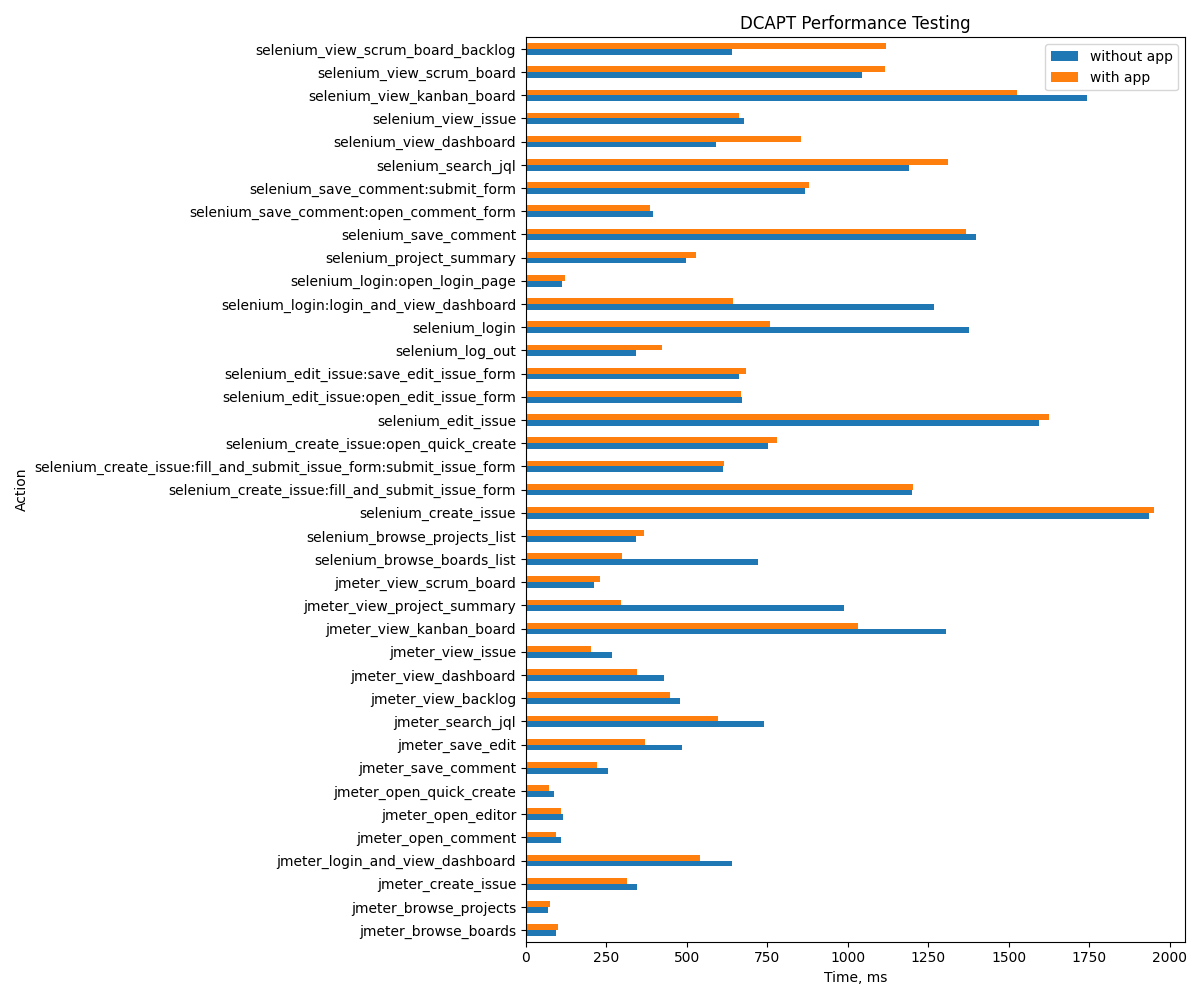 DCAPT Performance Testing
without app
with app
selenium_view_scrum_board_backlog
selenium_view_scrum_board
selenium_view_kanban_board
selenium_view_issue
selenium_view_dashboard
selenium_search_jql
selenium_save_comment:submit_form
selenium_save_comment:open_comment_form
selenium_save_comment
selenium_project_summary
selenium_login:open_login_page
selenium_login:login_and_view_dashboard
selenium_login
selenium_log_out
selenium_edit_issue:save_edit_issue_form
selenium_edit_issue:open_edit_issue_form
selenium_edit_issue
selenium_create_issue:open_quick_create
selenium_create_issue:fill_and_submit_issue_form:submit_issue_form
selenium_create_issue:fill_and_submit_issue_form
selenium_create_issue
selenium_browse_projects_list
selenium_browse_boards_list
jmeter_view_scrum_board
jmeter_view_project_summary
jmeter_view_kanban_board
jmeter_view_issue
jmeter_view_dashboard
jmeter_view_backlog
jmeter_search_jql
jmeter_save_edit
jmeter_save_comment
jmeter_open_quick_create
jmeter_open_editor
jmeter_open_comment
jmeter_login_and_view_dashboard
jmeter_create_issue
jmeter_browse_projects
jmeter_browse_boards
Action
0 250 500 750 1000 1250 1500 1750 2000
Time, ms